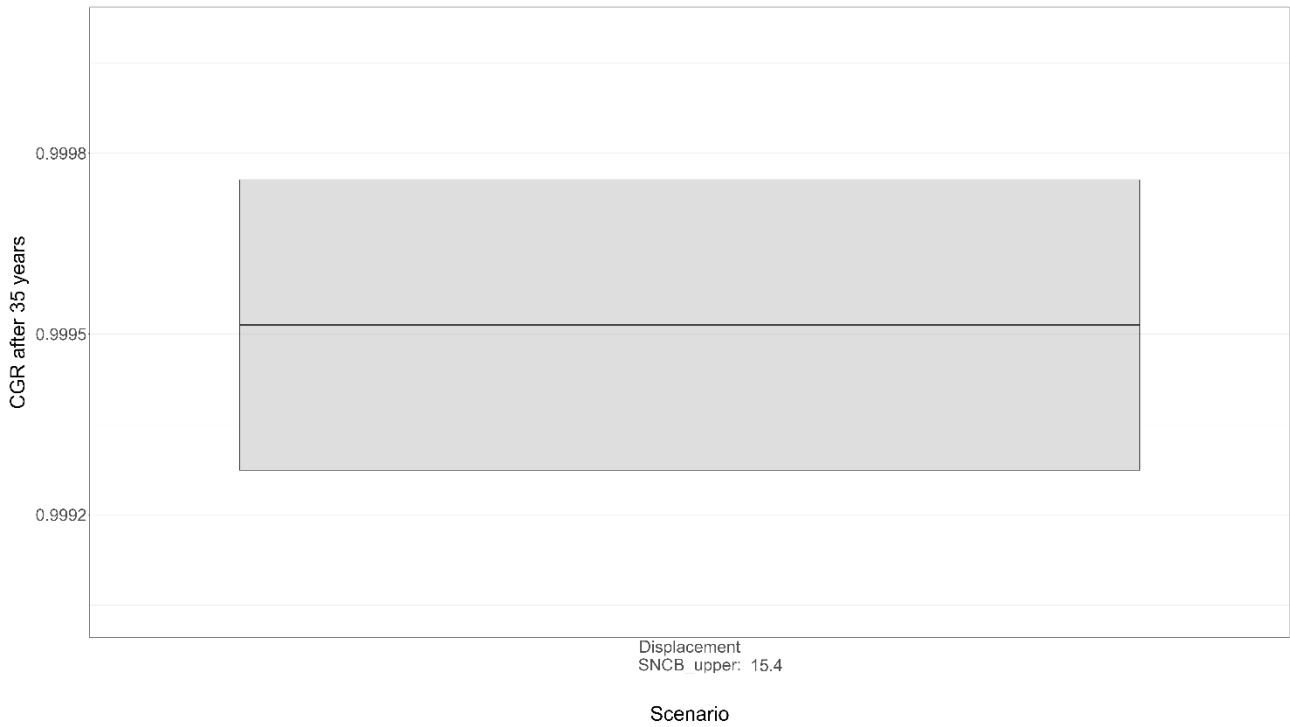 CGR after 35 years
0.9998
0.9995
0.9992
Displacement
SNCB_upper: 15.4
Scenario